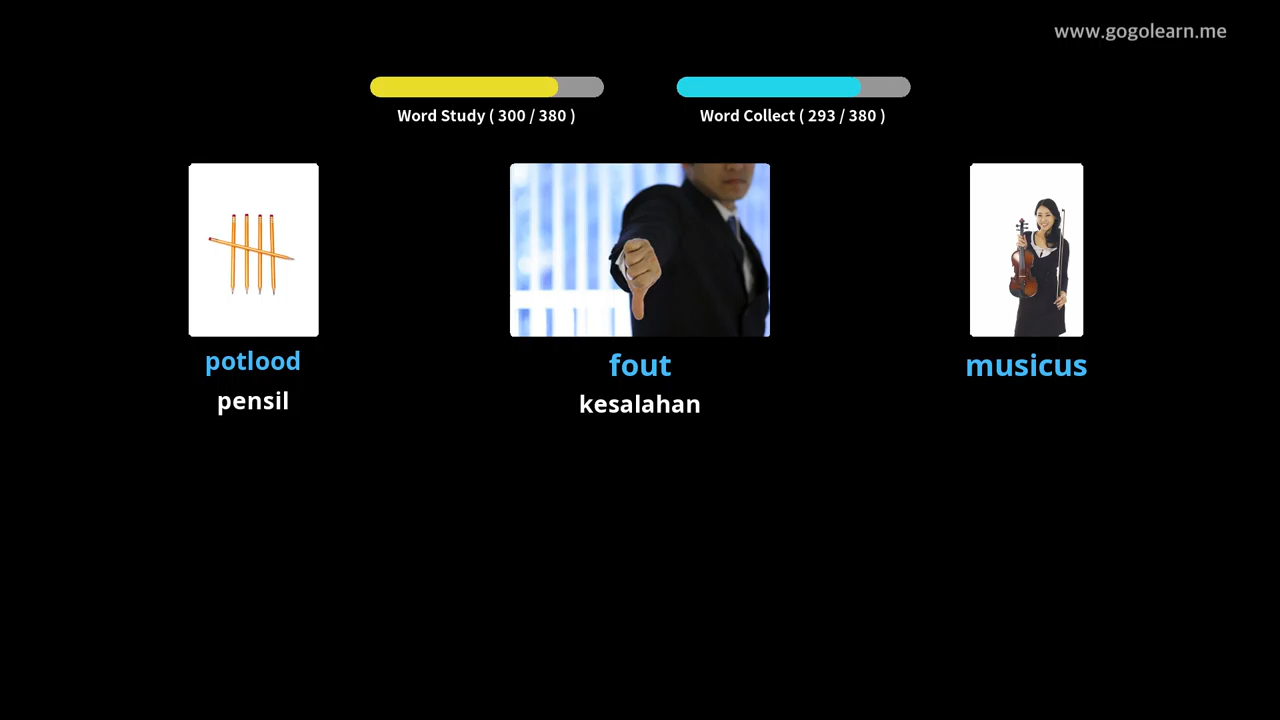 www.gogolearn.me
Word Study ( 300 / 380 )
Word Collect ( 293 / 380 )
potlood
fout
musicus
pensil
kesalahan